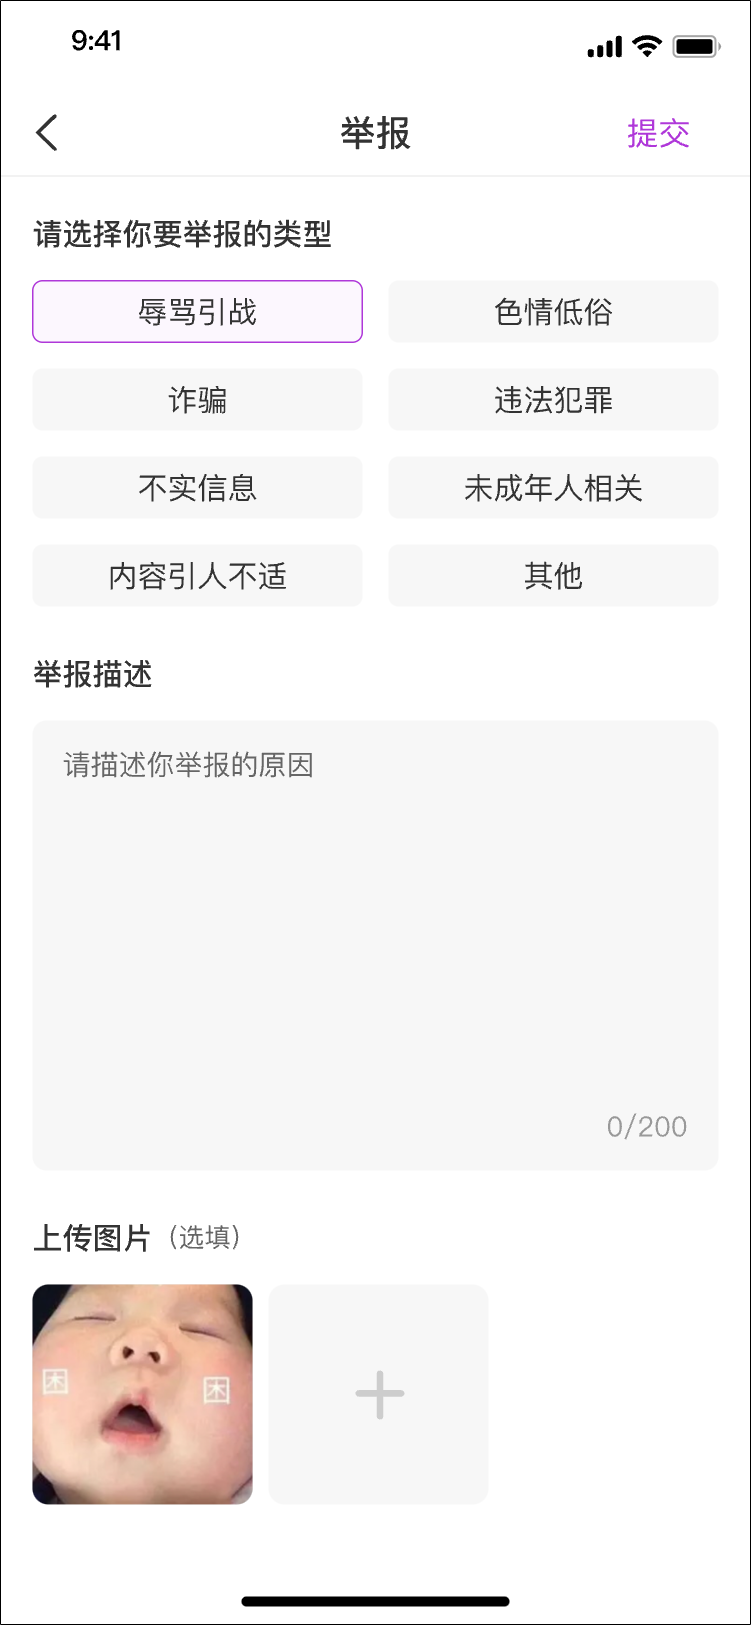 9:41
举报
提交
请选择你要举报的类型
辱骂引战
色情低俗
诈骗
违法犯罪
不实信息
未成年人相关
内容引人不适
其他
举报描述
请描述你举报的原因
0/200
上传图片（选填）
困
困